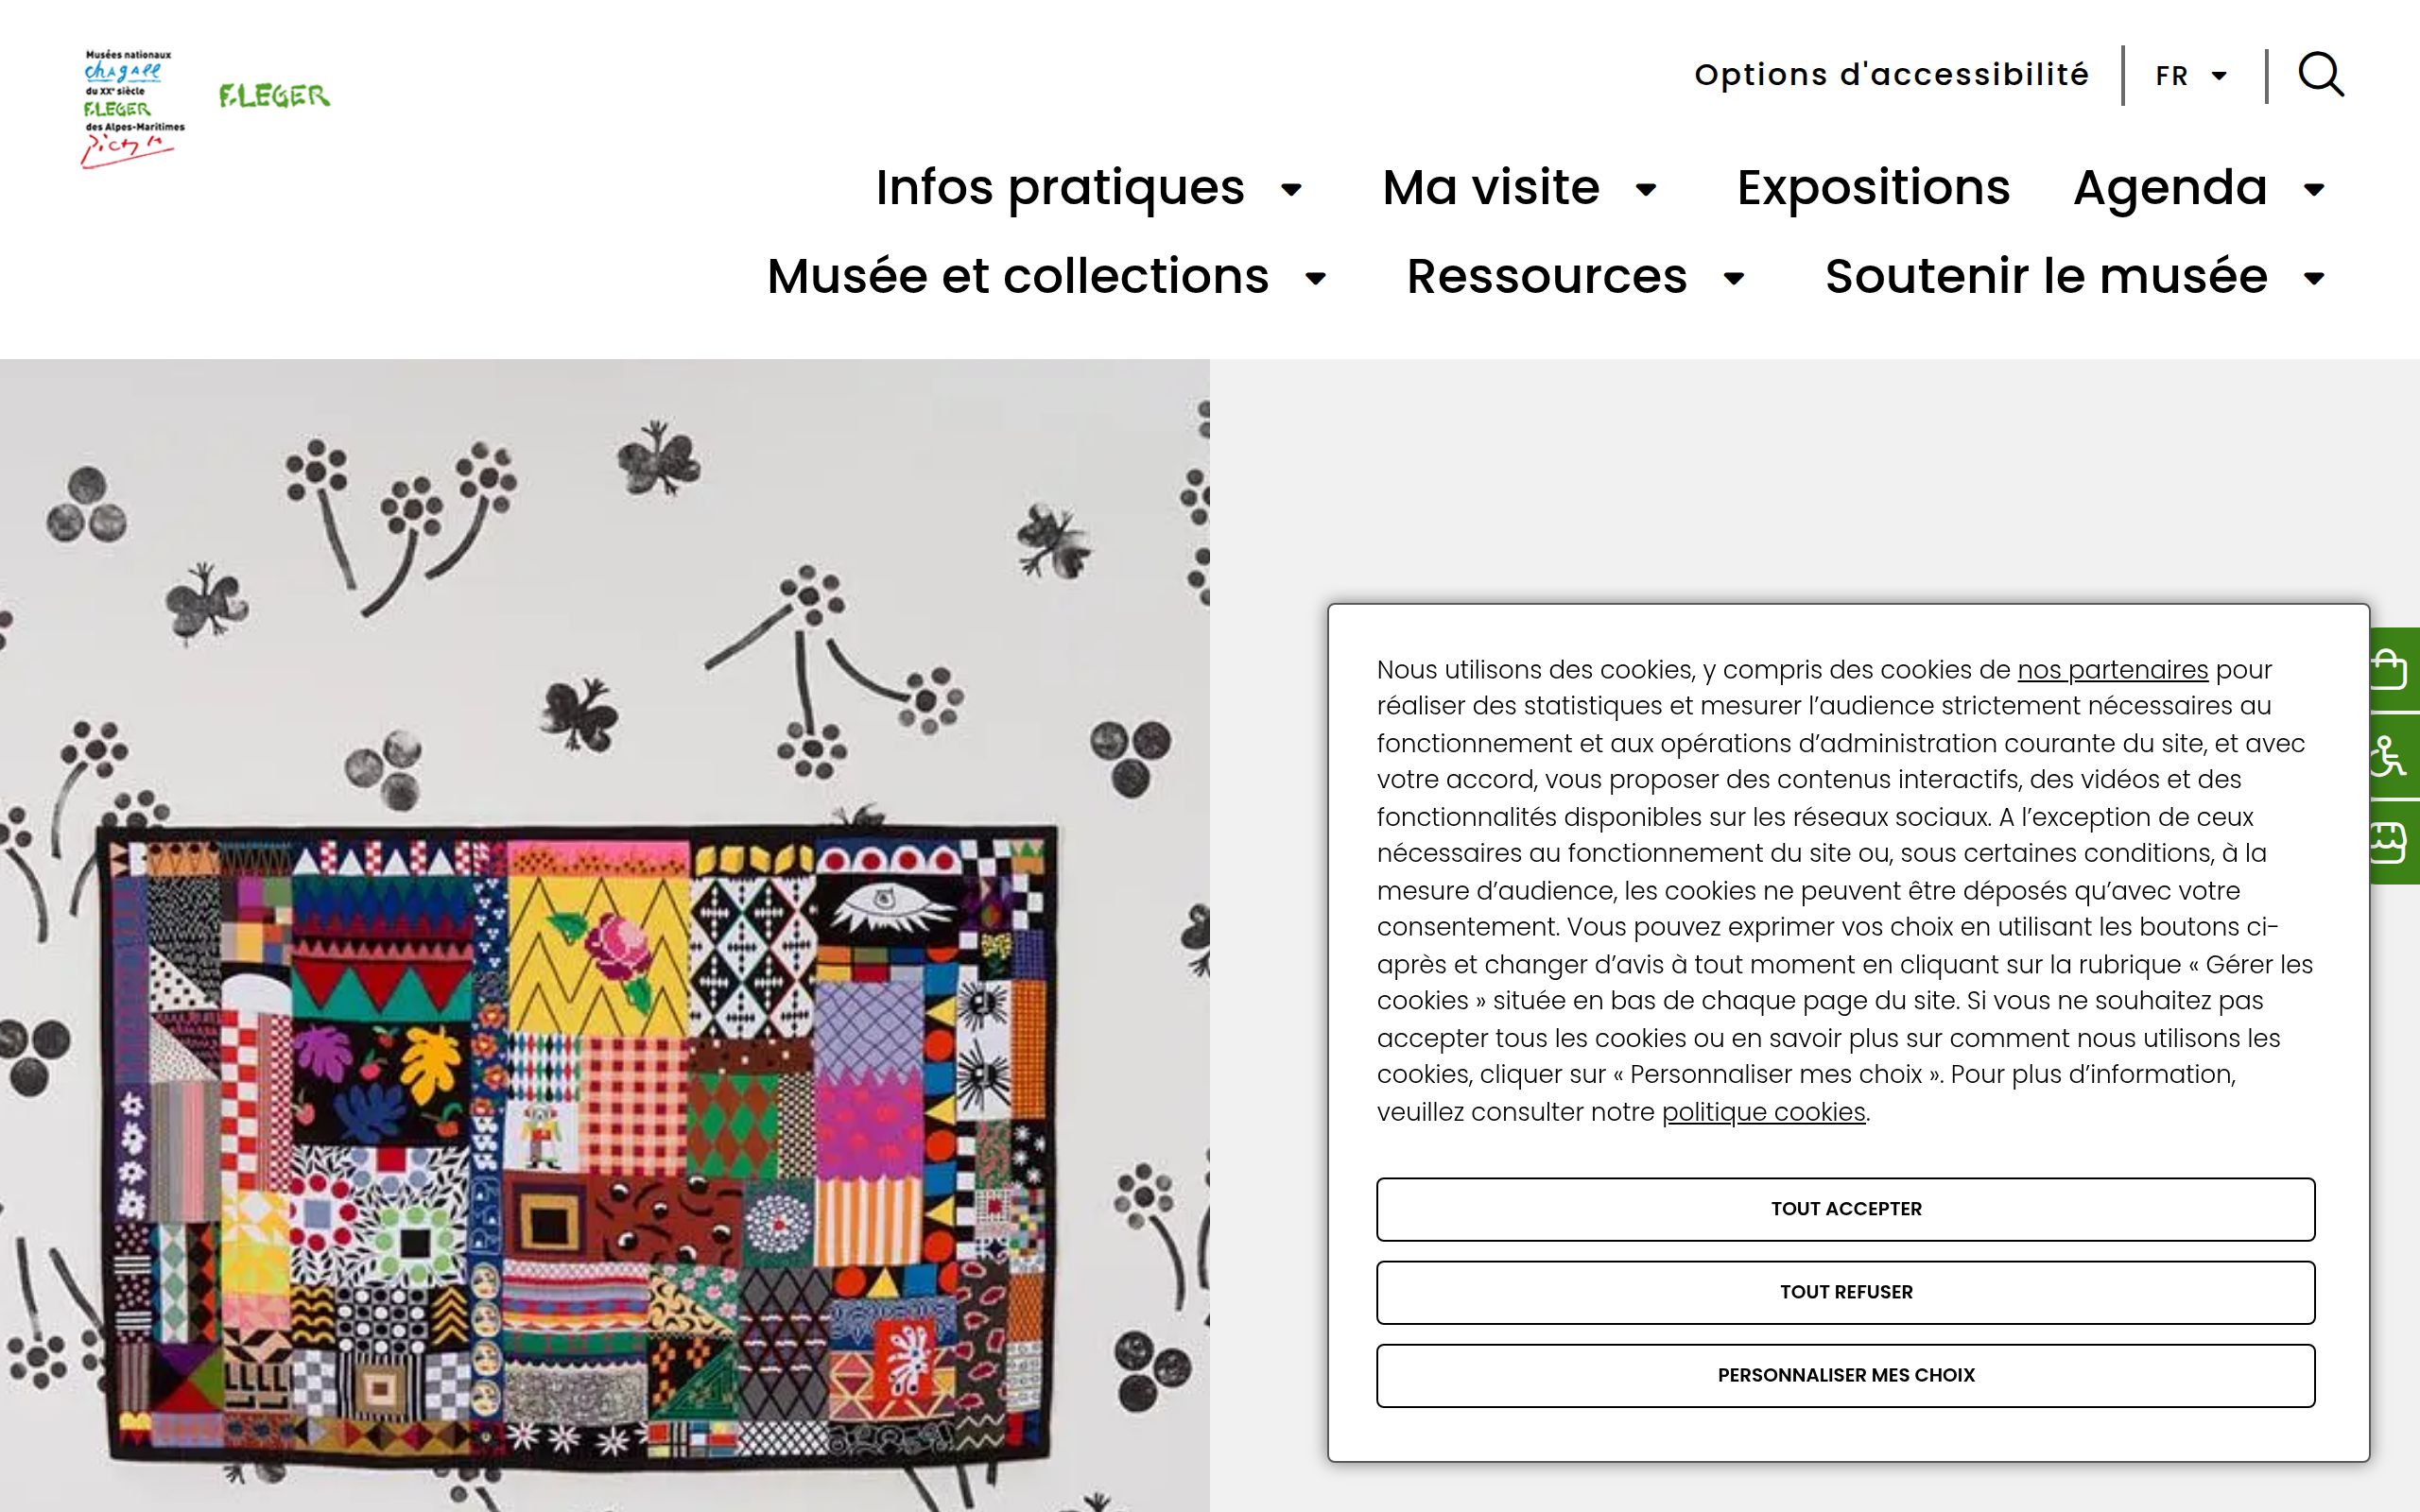 Musées nationaux
chagall
du XXe siècle
F.LEGER
des Alpes-Maritimes
Picasso
F.LEGER
Options d'accessibilité
FR
Infos pratiques
Ma visite
Expositions
Agenda
Musée et collections
Ressources
Soutenir le musée
Nous utilisons des cookies, y compris des cookies de nos partenaires pour
réaliser des statistiques et mesurer l’audience strictement nécessaires au
fonctionnement et aux opérations d’administration courante du site, et avec
votre accord, vous proposer des contenus interactifs, des vidéos et des
fonctionnalités disponibles sur les réseaux sociaux. A l’exception de ceux
nécessaires au fonctionnement du site ou, sous certaines conditions, à la
mesure d’audience, les cookies ne peuvent être déposés qu’avec votre
consentement. Vous pouvez exprimer vos choix en utilisant les boutons ci-
après et changer d’avis à tout moment en cliquant sur la rubrique « Gérer les
cookies » située en bas de chaque page du site. Si vous ne souhaitez pas
accepter tous les cookies ou en savoir plus sur comment nous utilisons les
cookies, cliquer sur « Personnaliser mes choix ». Pour plus d’information,
veuillez consulter notre politique cookies.
TOUT ACCEPTER
TOUT REFUSER
PERSONNALISER MES CHOIX